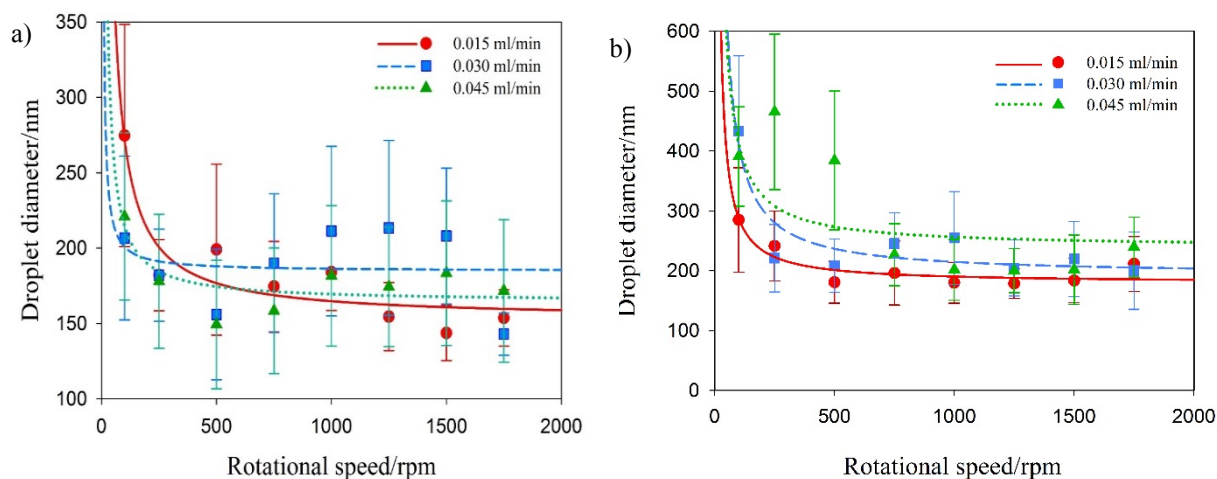 a)
Droplet diameter/nm
350
300
250
200
150
100
0.015 ml/min
0.030 ml/min
0.045 ml/min
0 500 1000 1500 2000
Rotational speed/rpm
b)
Droplet diameter/nm
600
500
400
300
200
100
0
0.015 ml/min
0.030 ml/min
0.045 ml/min
0 500 1000 1500 2000
Rotational speed/rpm